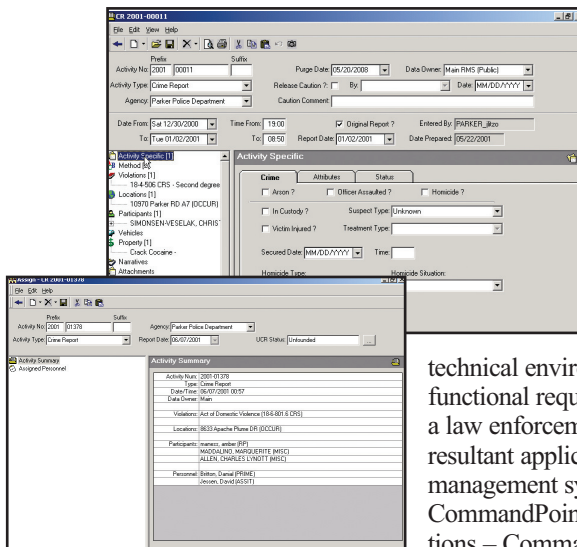 CR 2001-00011
File Edit View Help
Prefix Suffix
Activity No: 2001 00011 Purge Date: 05/20/2008 Data Owner: Main RMS (Public)
Activity Type: Crime Report Release Caution ?: By: Date: MM/DD/YYYY
Agency: Parker Police Department Caution Comment:
Date From: Sat 12/30/2000 Time From: 19:00 Original Report ? Entered By: PARKER_jlizo
To: Tue 01/02/2001 To: 08:50 Report Date: 01/02/2001 Date Prepared: 05/22/2001
Activity Specific [1]
Method [8]
Violations [1]
18-4-506 CRS - Second degree
Locations [1]
10970 Parker RD A7 (OCCUR)
Participants [1]
SIMONSEN-VESELAK, CHRIST
Vehicles
Property [1]
Crack Cocaine -
Narratives
Attachments
Activity Specific
Crime Attributes Status
Arson ? Officer Assaulted ? Homicide ?
In Custody ? Suspect Type: Unknown
Victim Injured ? Treatment Type:
Secured Date: MM/DD/YYYY Time:
Homicide Type: Homicide Situation:
Assign - CR 2001-01378
File Edit Help
Prefix Suffix
Activity No: 2001 01378 Agency: Parker Police Department
Activity Type: Crime Report Report Date: 06/07/2001 UCR Status: Unfounded ...
Activity Summary
Assigned Personnel
Activity Summary
Activity Num: 2001-01378
Type: Crime Report
Date/Time: 06/07/2001 00:57
Data Owner: Main
Violations: Act of Domestic Violence (18-6-801.6 CRS)
Locations: 8633 Apache Plume DR (OCCUR)
Participants: maness, amber (RP)
MADDALINO, MARQUERITE (MISC)
ALLEN, CHARLES LYNOTT (MISC)
Personnel: Britton, Danial (PRIME)
Jessen, David (ASSIT)
technical enviro
functional requi
a law enforcem
resultant applic
management sy
CommandPoin
tions – Comma